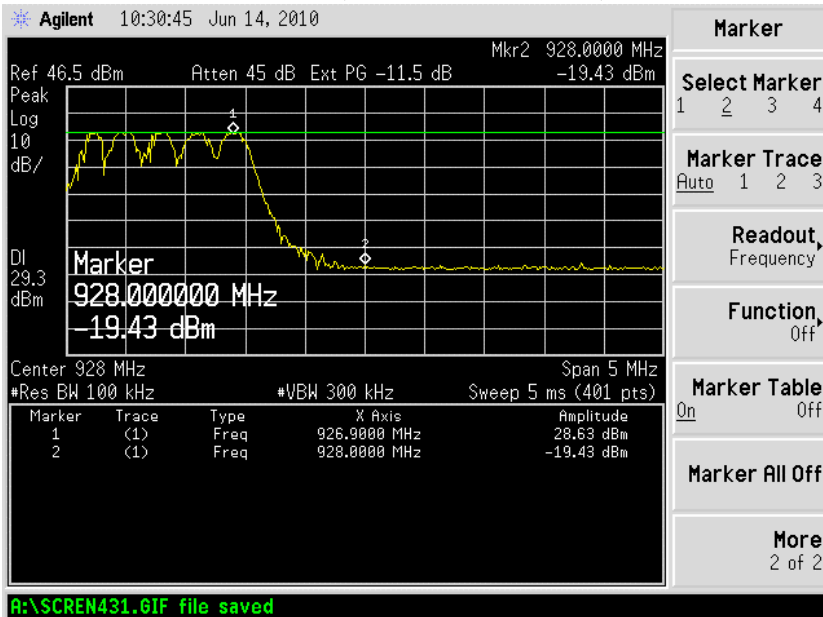 Agilent 10:30:45 Jun 14, 2010
Mkr2 928.0000 MHz
Ref 46.5 dBm Atten 45 dB Ext PG −11.5 dB −19.43 dBm
Peak
Log
10
dB/
1
2
DI
29.3
dBm
Marker
928.000000 MHz
−19.43 dBm
Center 928 MHz Span 5 MHz
#Res BW 100 kHz #VBW 300 kHz Sweep 5 ms (401 pts)
Marker Trace Type X Axis Amplitude
1 (1) Freq 926.9000 MHz 28.63 dBm
2 (1) Freq 928.0000 MHz −19.43 dBm
A:\SCREN431.GIF file saved
Marker
Select Marker
1 2 3 4
Marker Trace
Auto 1 2 3
Readout
Frequency
Function
Off
Marker Table
On Off
Marker All Off
More
2 of 2